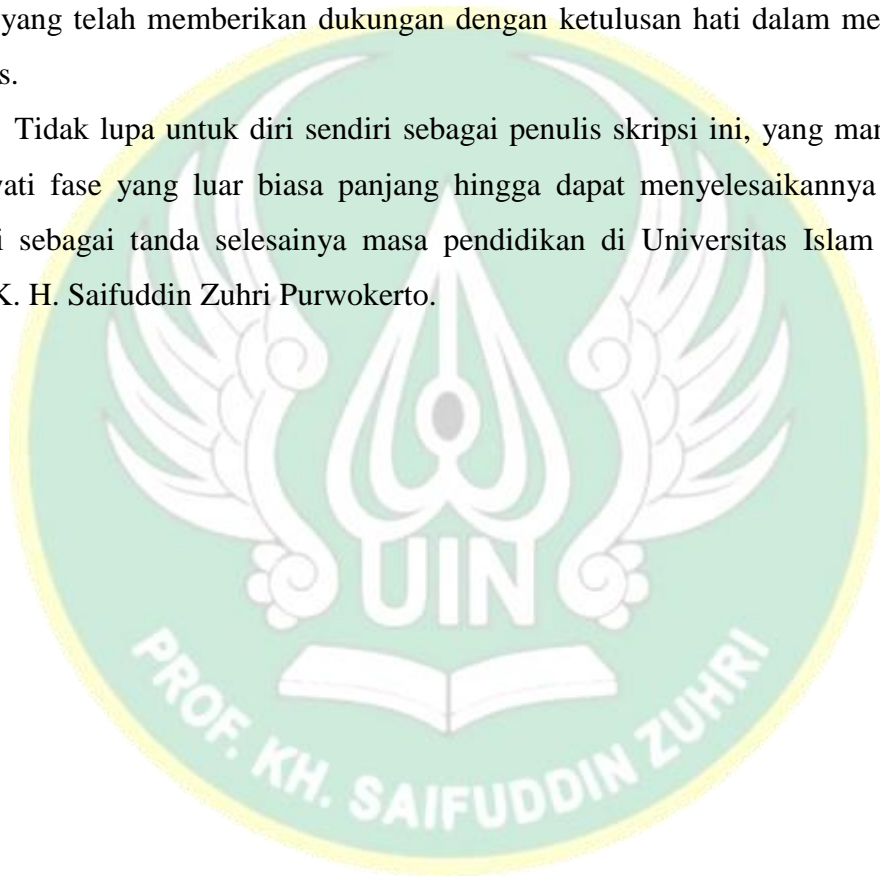 yang telah memberikan dukungan dengan ketulusan hati dalam me
s.
Tidak lupa untuk diri sendiri sebagai penulis skripsi ini, yang mar
ati fase yang luar biasa panjang hingga dapat menyelesaikannya
i sebagai tanda selesainya masa pendidikan di Universitas Islam
K. H. Saifuddin Zuhri Purwokerto.
UIN
PROF. KH. SAIFUDDIN ZUHRI